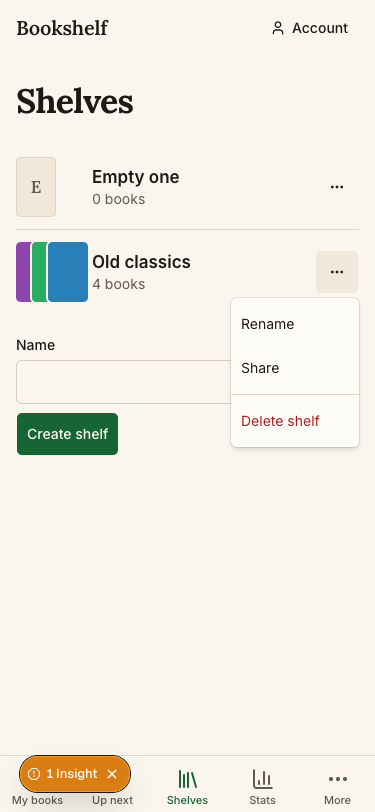 Bookshelf
Account
Shelves
E
Empty one
0 books
Old classics
4 books
Rename
Share
Delete shelf
Name
Create shelf
1 Insight
My books
Up next
Shelves
Stats
More